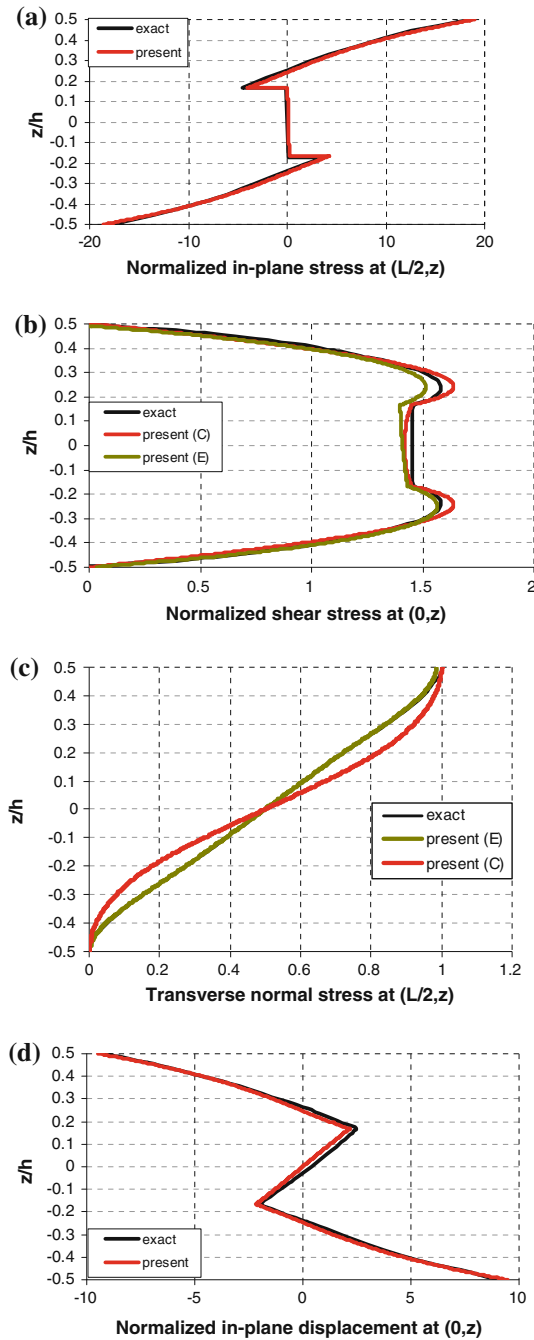 (a)
0.5
0.4
0.3
0.2
0.1
0
-0.1
-0.2
-0.3
-0.4
-0.5
z/h
exact
present
-20 -10 0 10 20
Normalized in-plane stress at (L/2,z)
(b)
0.5
0.4
0.3
0.2
0.1
0
-0.1
-0.2
-0.3
-0.4
-0.5
z/h
exact
present (C)
present (E)
0 0.5 1 1.5 2
Normalized shear stress at (0,z)
(c)
0.5
0.4
0.3
0.2
0.1
0
-0.1
-0.2
-0.3
-0.4
-0.5
z/h
exact
present (E)
present (C)
0 0.2 0.4 0.6 0.8 1 1.2
Transverse normal stress at (L/2,z)
(d)
0.5
0.4
0.3
0.2
0.1
0
-0.1
-0.2
-0.3
-0.4
-0.5
z/h
exact
present
-10 -5 0 5 10
Normalized in-plane displacement at (0,z)